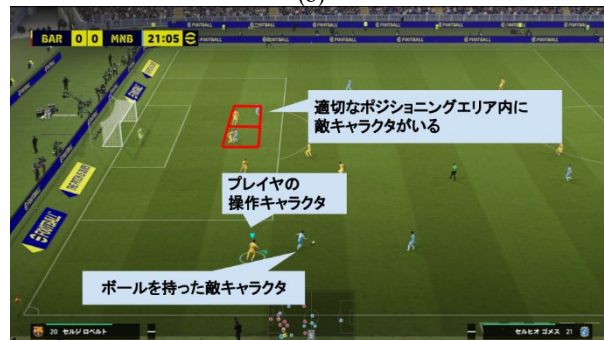 BAR 0 0 MNB 21:05
適切なポジショニングエリア内に
敵キャラクタがいる
プレイヤの
操作キャラクタ
ボールを持った敵キャラクタ
20 セルジ ロベルト
セルヒオ ゴメス 21